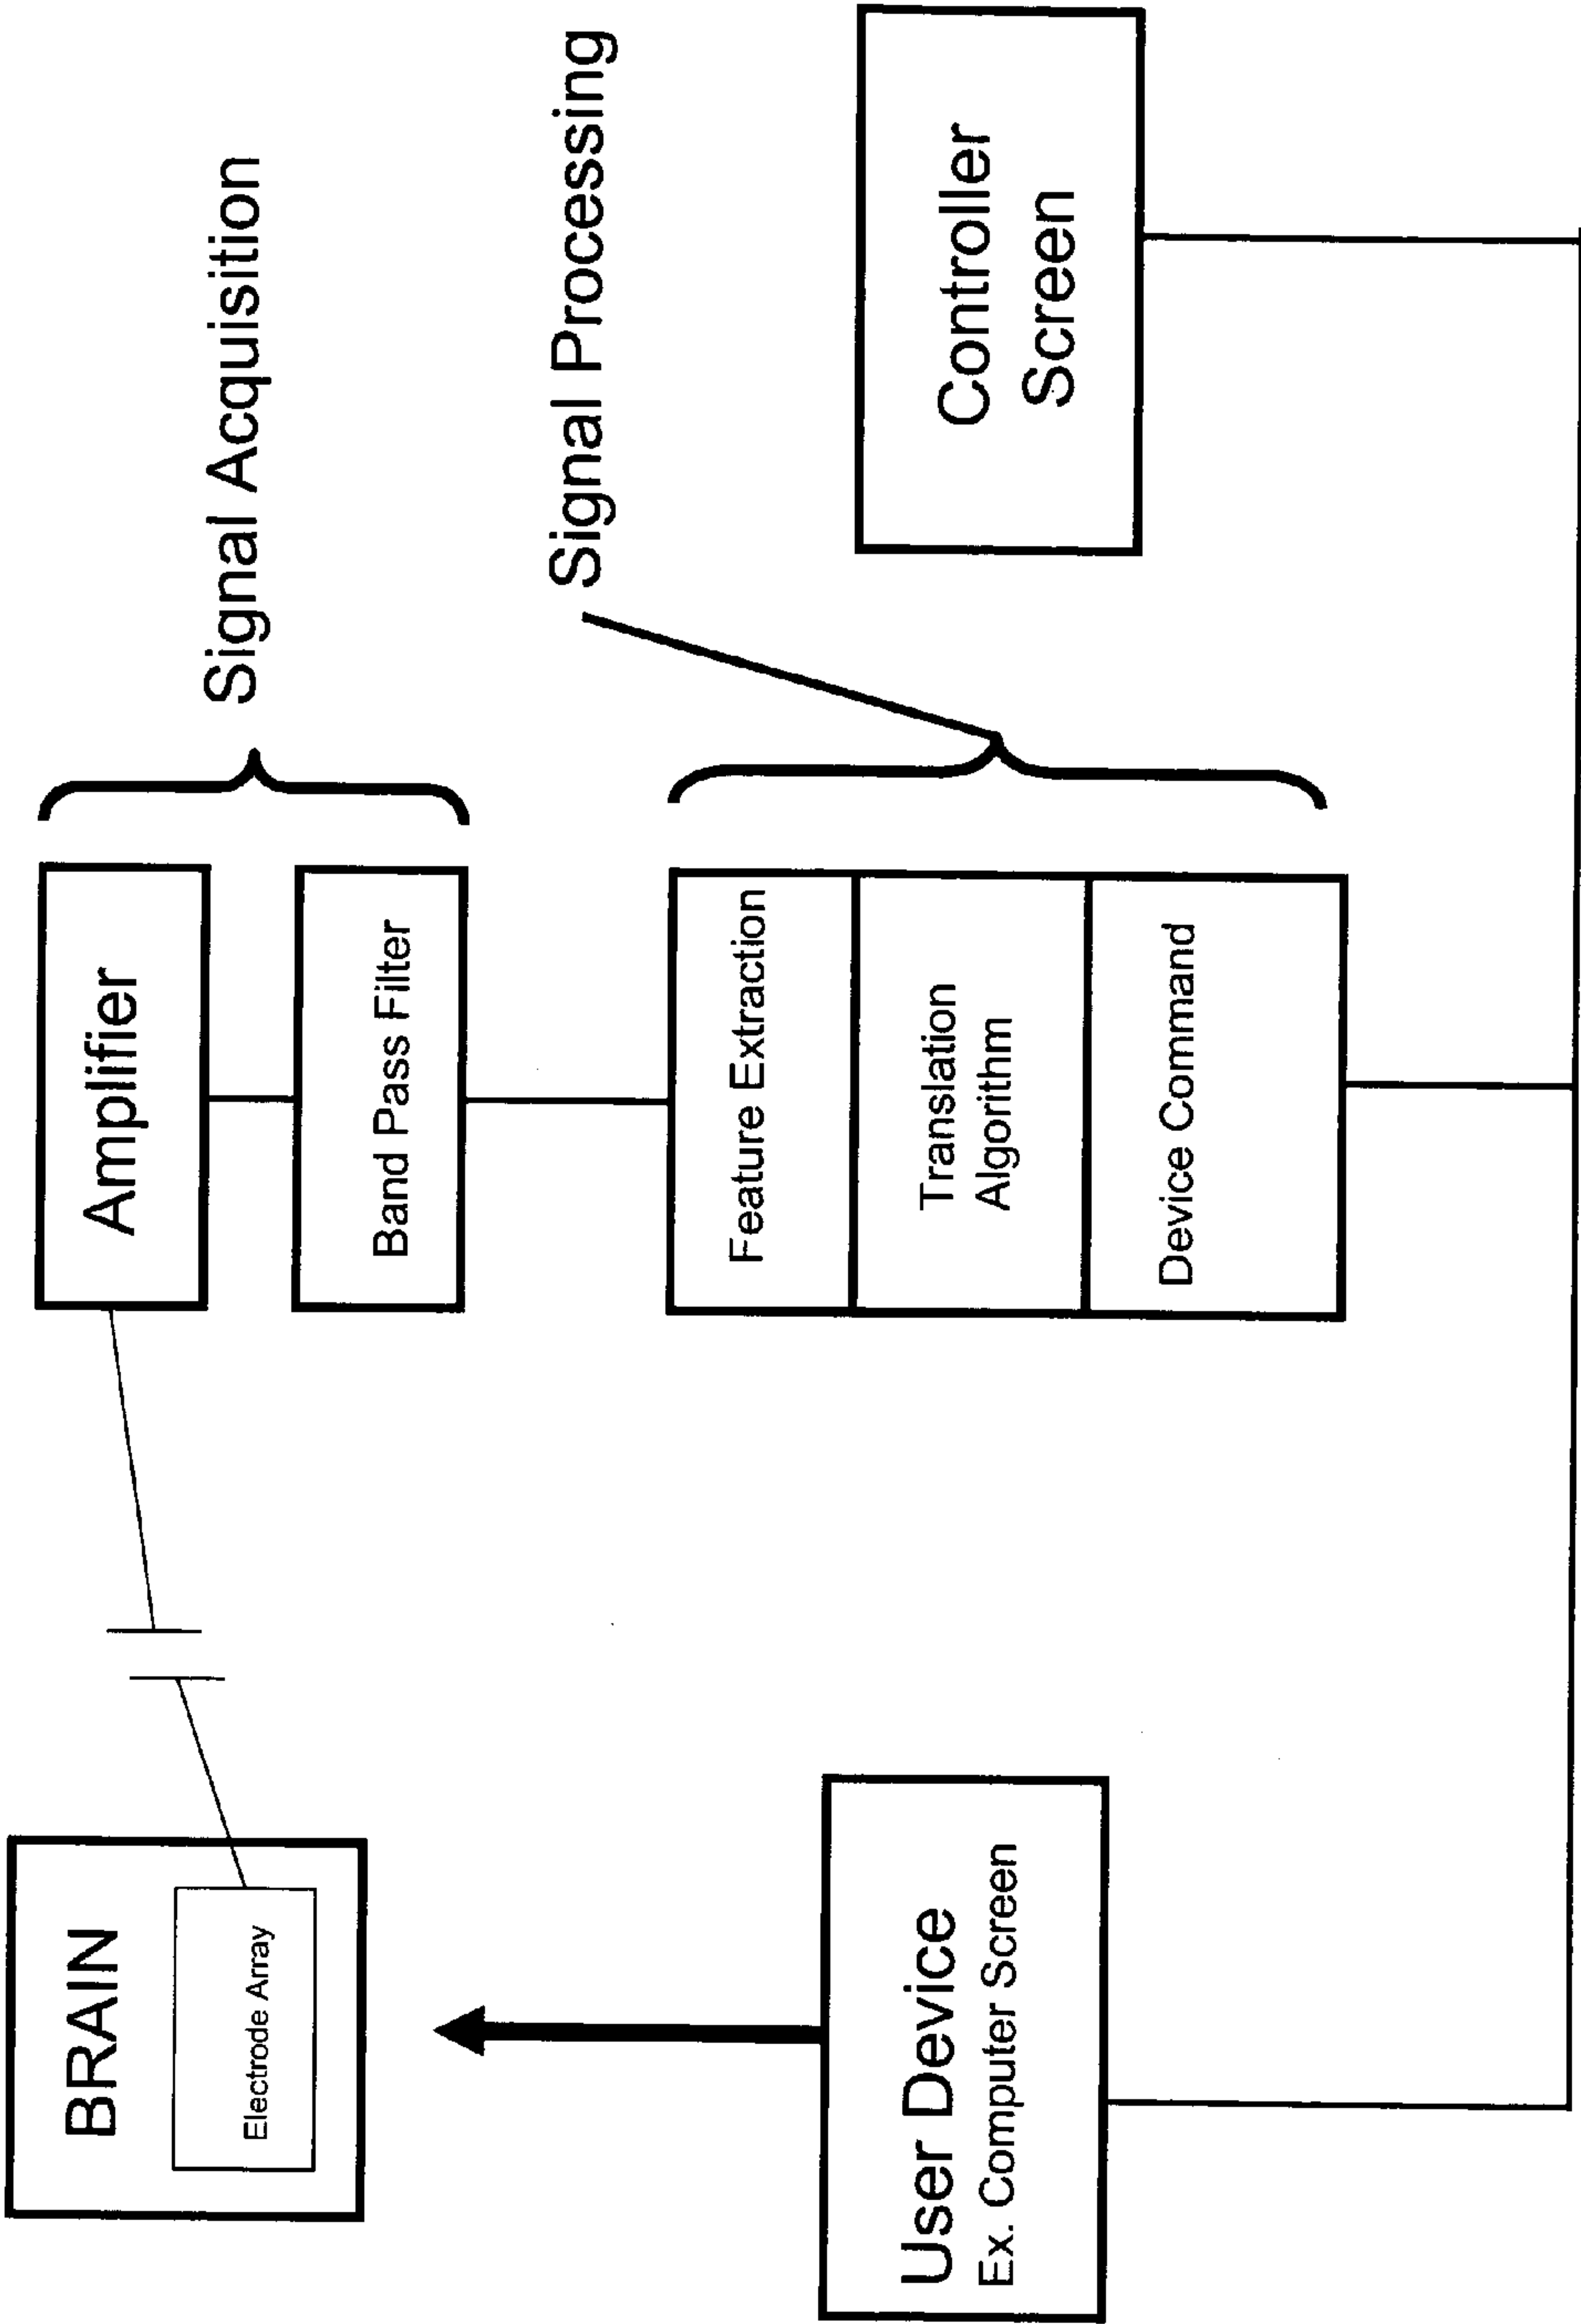 BRAIN
Electrode Array
Amplifier
Band Pass Filter
Signal Acquisition
Signal Processing
Feature Extraction
Translation
Algorithm
Device Command
User Device
Ex. Computer Screen
Controller
Screen